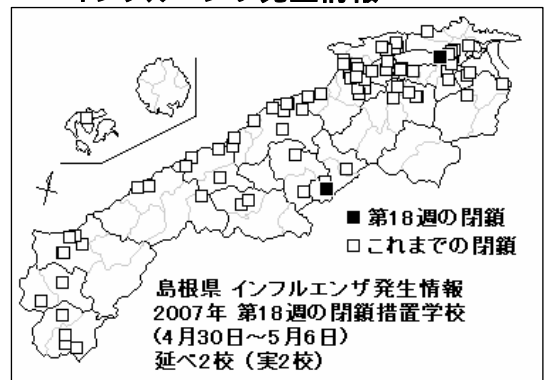 ■ 第18週の閉鎖
□ これまでの閉鎖
島根県 インフルエンザ発生情報
2007年 第18週の閉鎖措置学校
(4月30日～5月6日)
延べ2校 (実2校)